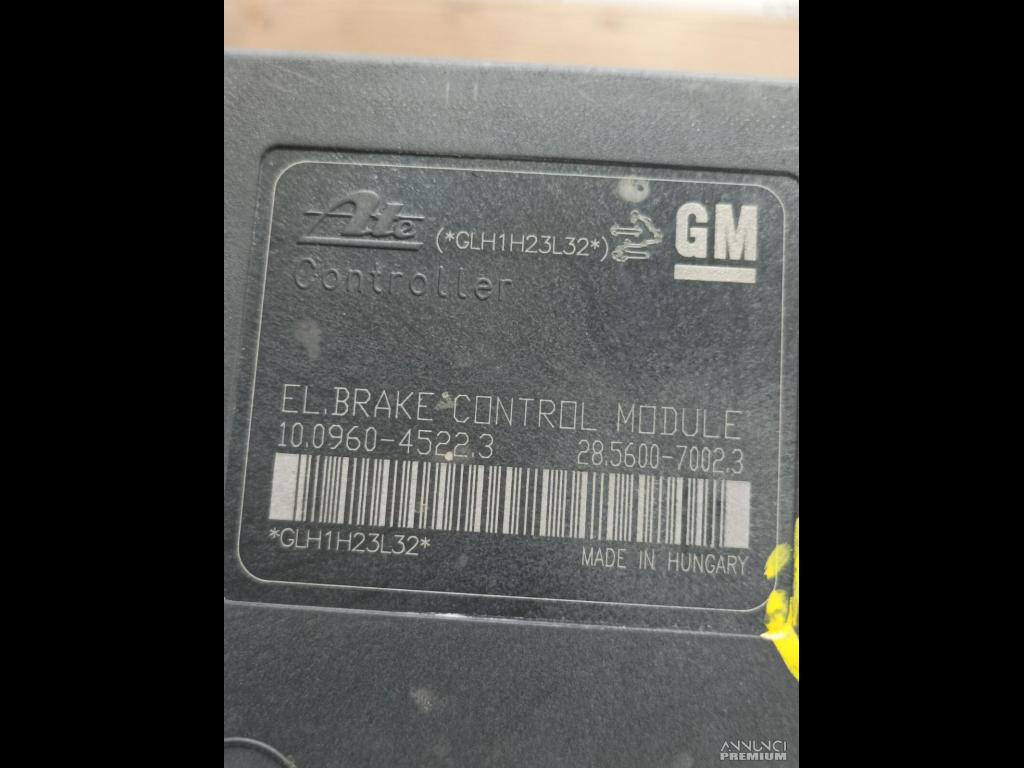 Ate (*GLH1H23L32*) GM
Controller
EL.BRAKE CONTROL MODULE
10.0960-4522.3 28.5600-7002.3
*GLH1H23L32* MADE IN HUNGARY
ANNUNCI
PREMIUM